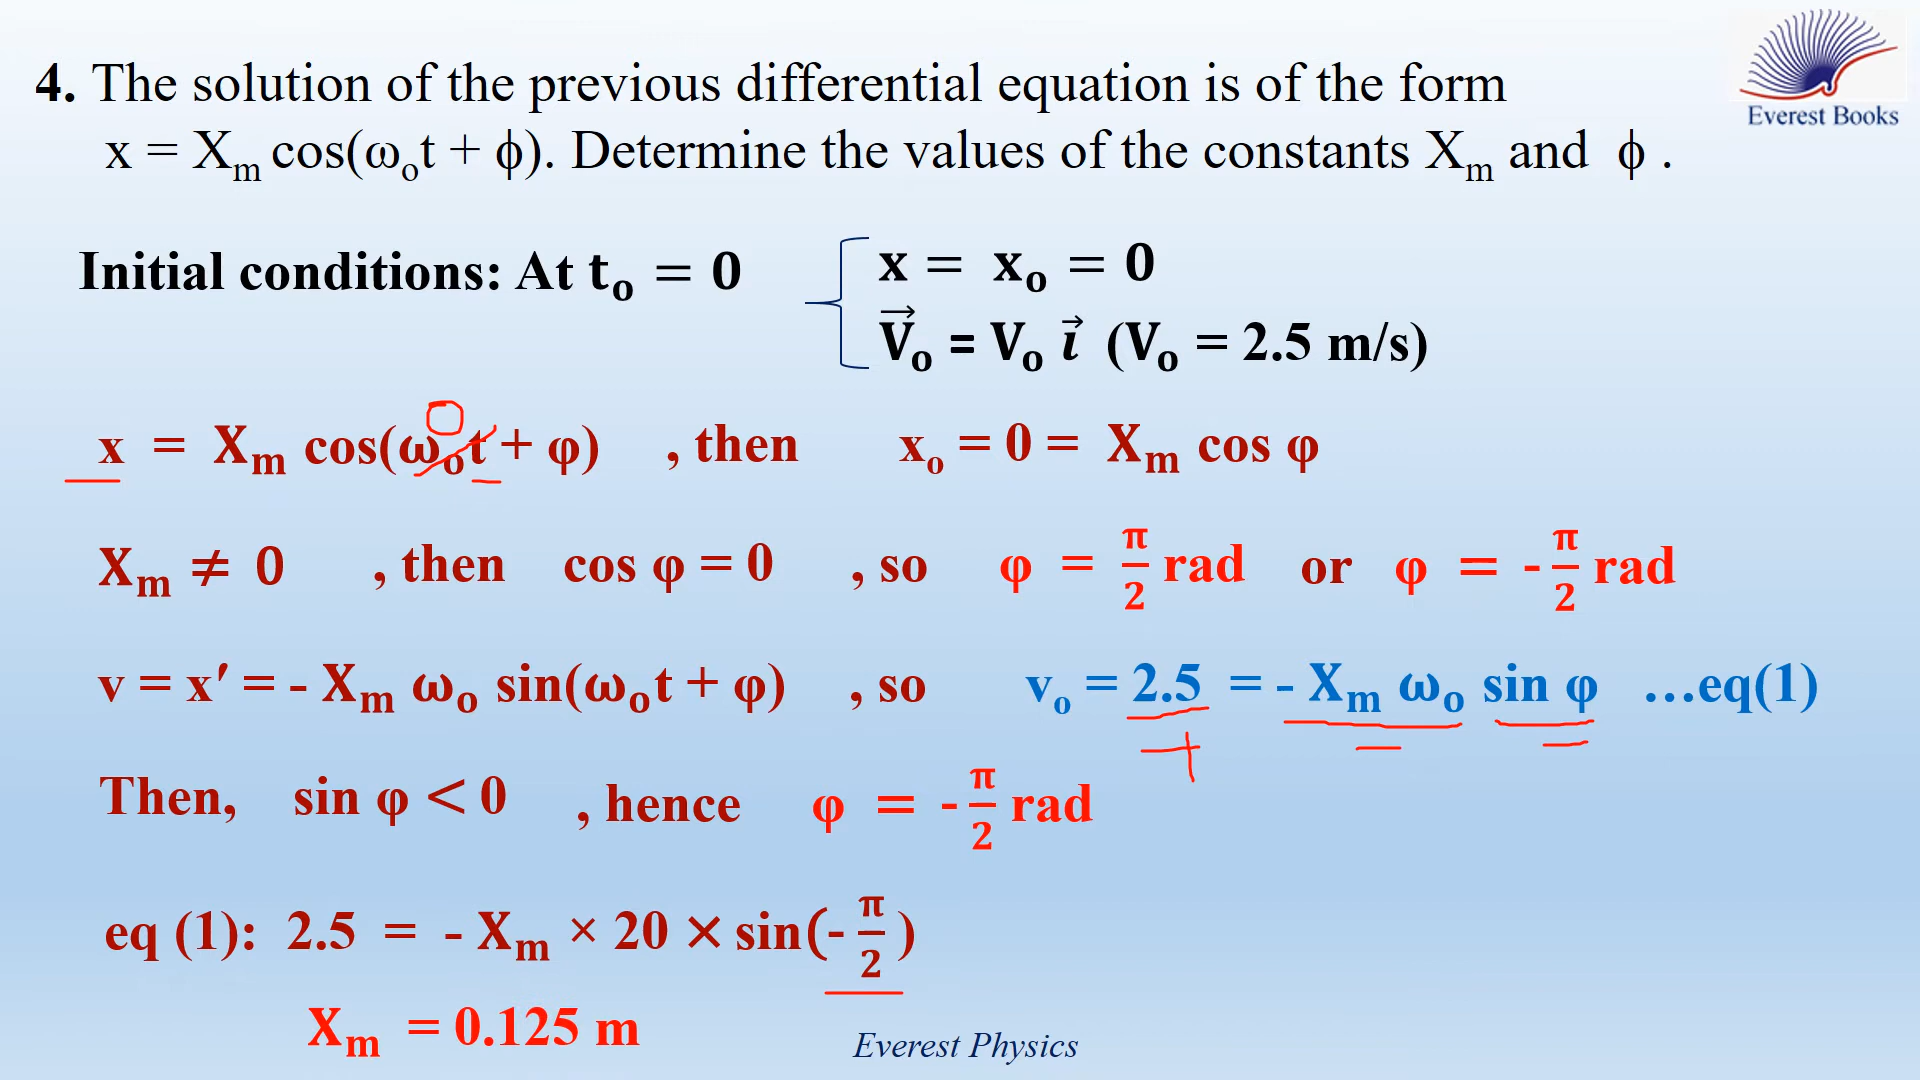 4. The solution of the previous differential equation is of the form
x = Xₘ cos(ωₒt + ϕ). Determine the values of the constants Xₘ and ϕ .
Everest Books
Initial conditions: At tₒ = 0
x = xₒ = 0
V⃗ₒ = Vₒ i⃗ (Vₒ = 2.5 m/s)
0
x = Xₘ cos(ωₒt + φ) , then xₒ = 0 = Xₘ cos φ
Xₘ ≠ 0 , then cos φ = 0 , so φ = π/2 rad or φ = - π/2 rad
v = x′ = - Xₘ ωₒ sin(ωₒt + φ) , so vₒ = 2.5 = - Xₘ ωₒ sin φ …eq(1)
+ − −
Then, sin φ < 0 , hence φ = - π/2 rad
eq (1): 2.5 = - Xₘ × 20 × sin(- π/2)
Xₘ = 0.125 m
Everest Physics